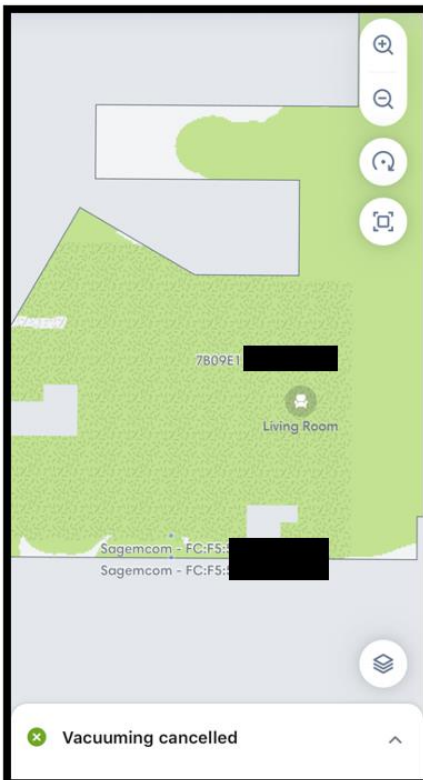 7B09E1
Living Room
Sagemcom - FC:F5:
Sagemcom - FC:F5:
Vacuuming cancelled